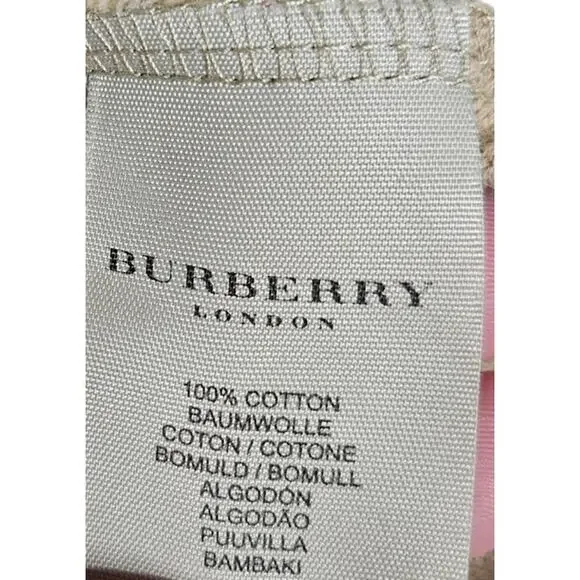 BURBERRY
LONDON
100% COTTON
BAUMWOLLE
COTON / COTONE
BOMULD / BOMULL
ALGODÓN
ALGODÃO
PUUVILLA
BAMBAKI